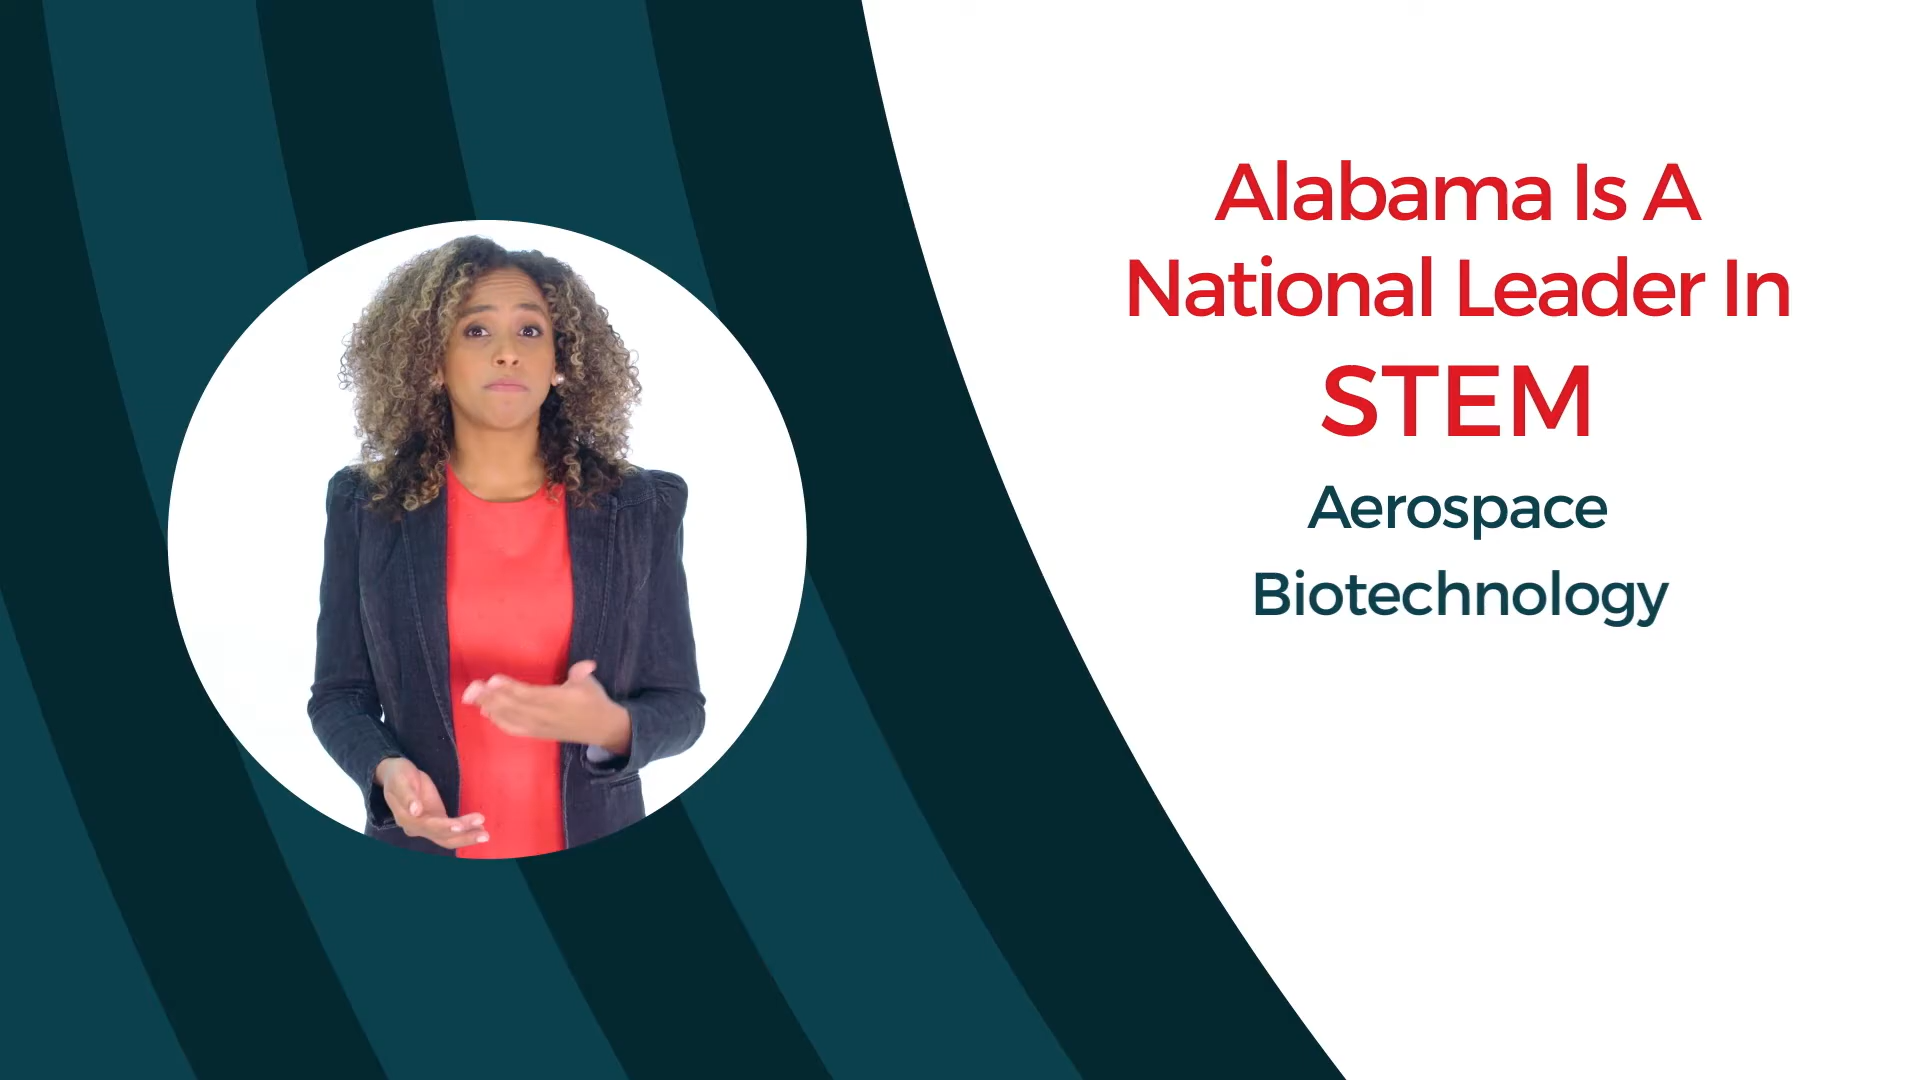 Alabama Is A
National Leader In
STEM
Aerospace
Biotechnology